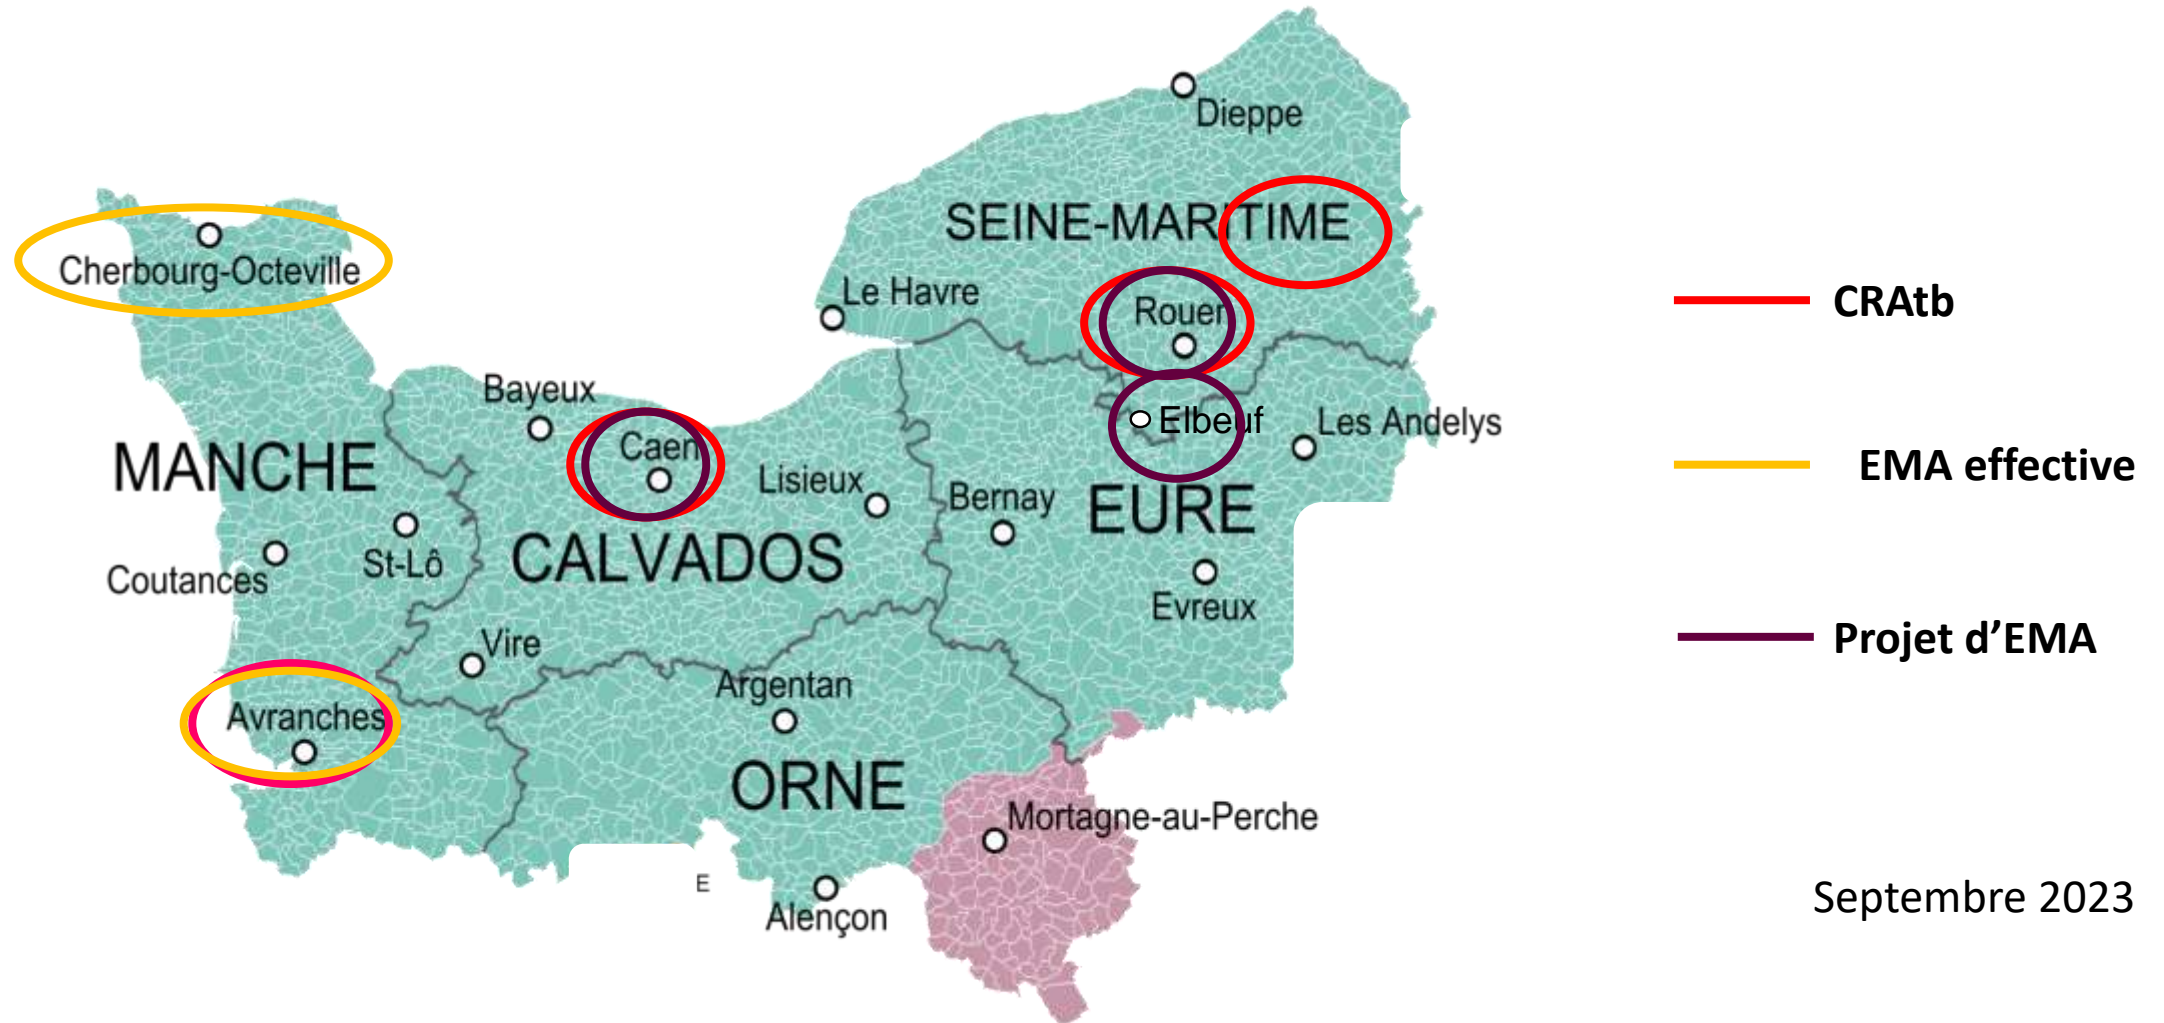 Dieppe
SEINE-MARITIME
Cherbourg-Octeville
Le Havre
Rouen
CRAtb
Bayeux
Elbeuf
Les Andelys
Caen
MANCHE
Lisieux
EMA effective
Bernay
EURE
St-Lô
CALVADOS
Coutances
Evreux
Vire
Projet d’EMA
Argentan
Avranches
ORNE
Mortagne-au-Perche
E
Alençon
Septembre 2023